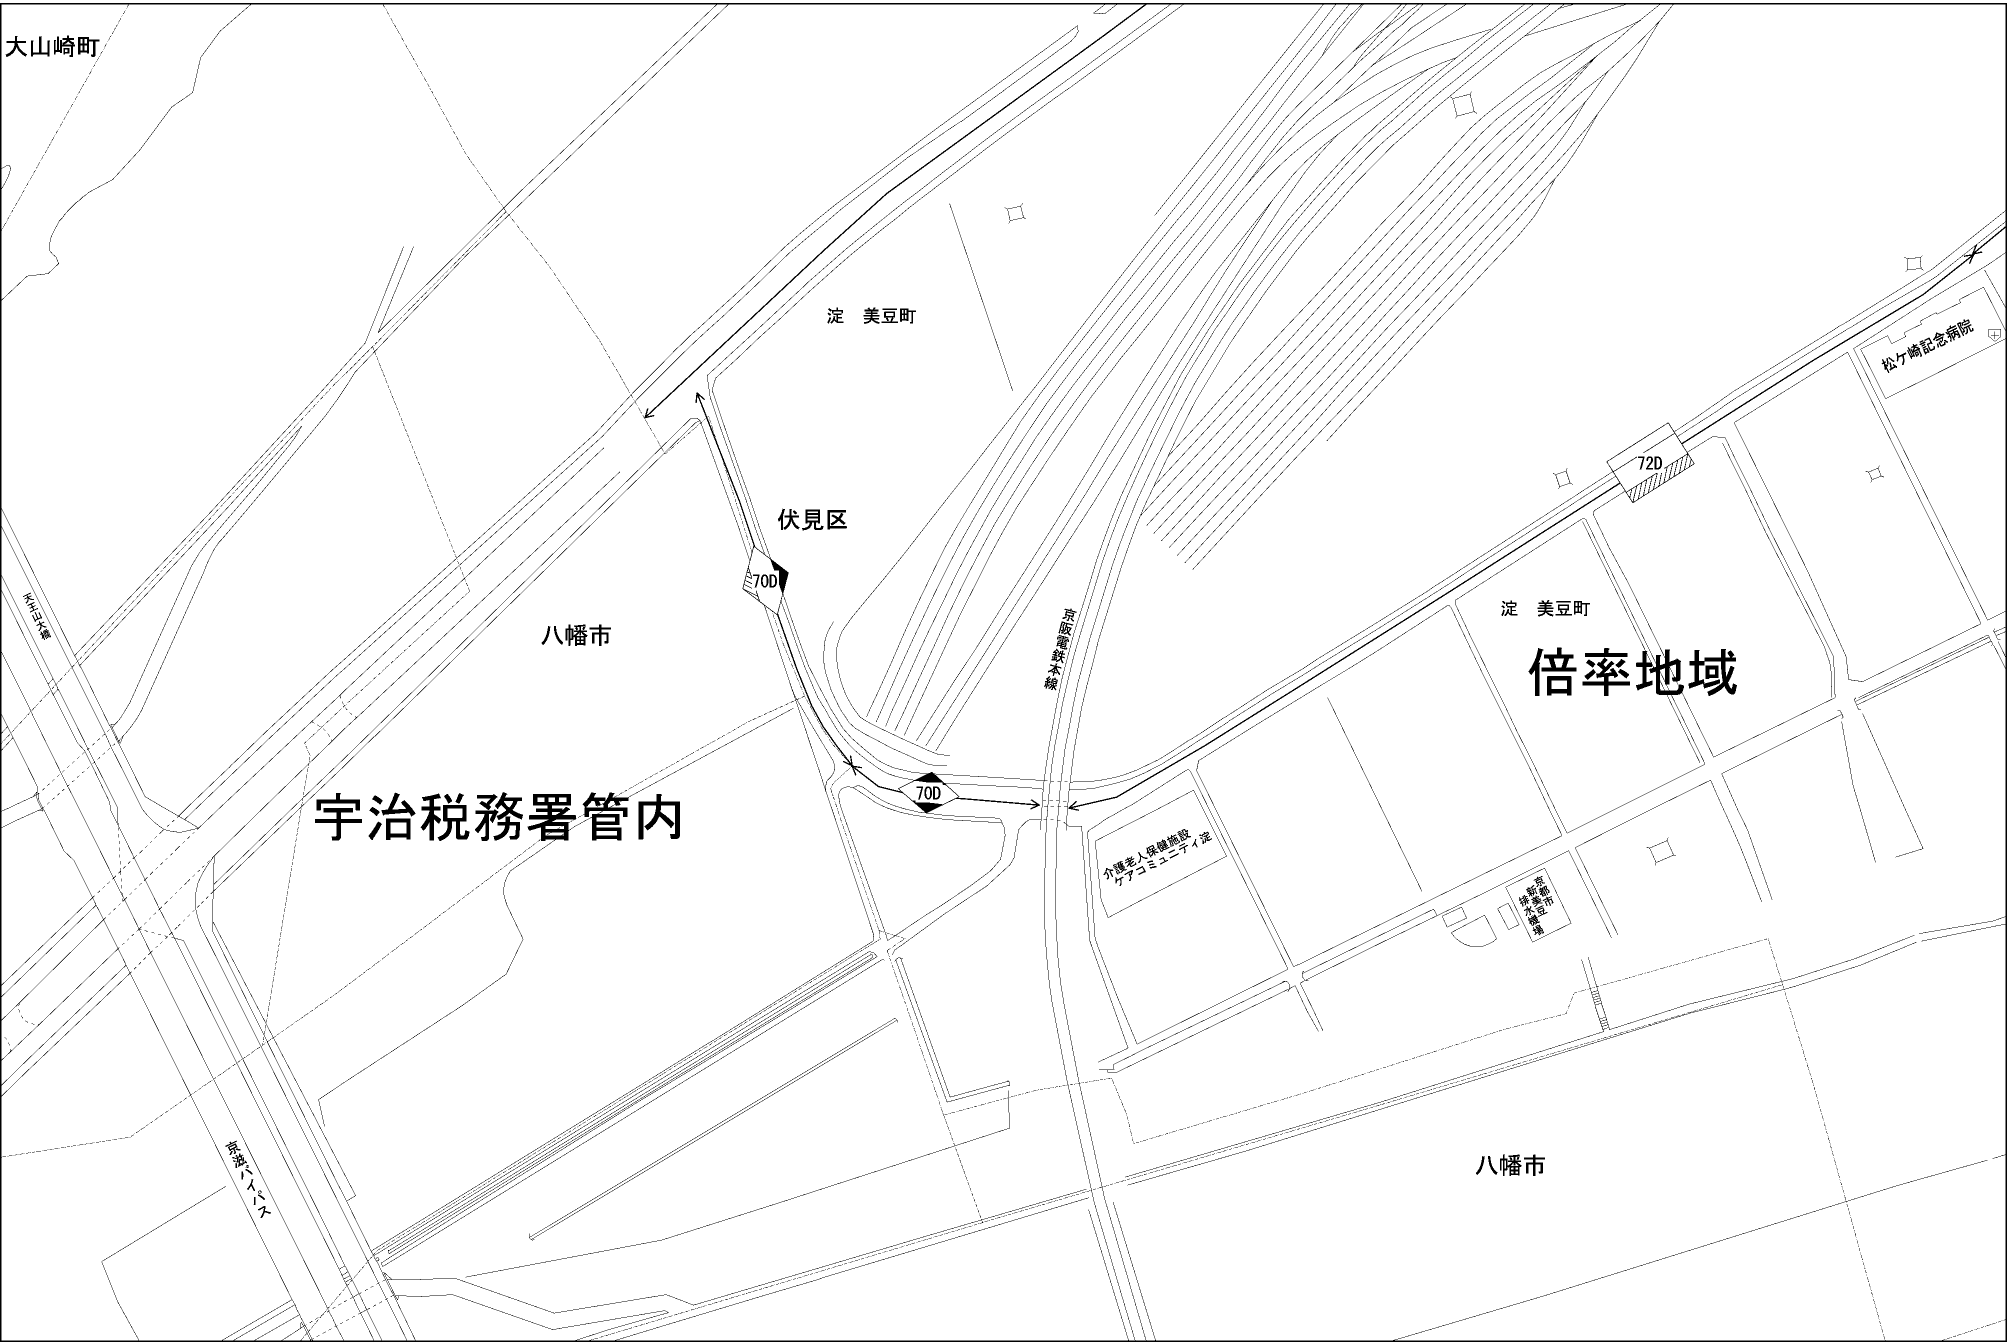 大山崎町
淀　美豆町
松ケ崎記念病院
72D
伏見区
70D
天王山大橋
八幡市
京阪電鉄本線
淀　美豆町
倍率地域
宇治税務署管内
70D
介護老人保健施設
ケアコミュニティ淀
京都市
新美豆
排水機場
京滋バイパス
八幡市